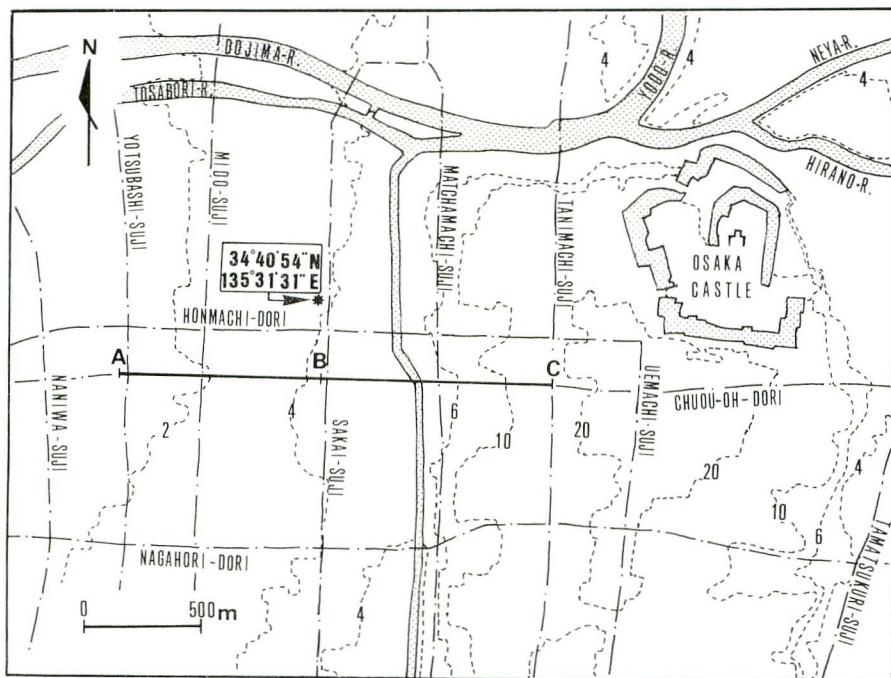 N
DOJIMA-R.
TOSABORI-R.
YODO-R.
NEYA-R.
HIRANO-R.
4
4
4
YOTSUBASHI-SUJI
MIDO-SUJI
MATCHAMACHI-SUJI
TANIMACHI-SUJI
OSAKA
CASTLE
34°40'54"N
135°31'31"E
HONMACHI-DORI
A
B
C
NANIWA-SUJI
2
4
SAKAI-SUJI
6
10
20
UEMACHI-SUJI
CHUOU-OH-DORI
20
10
6
4
TAMATSUKURI-SUJI
NAGAHORI-DORI
0
500m
4